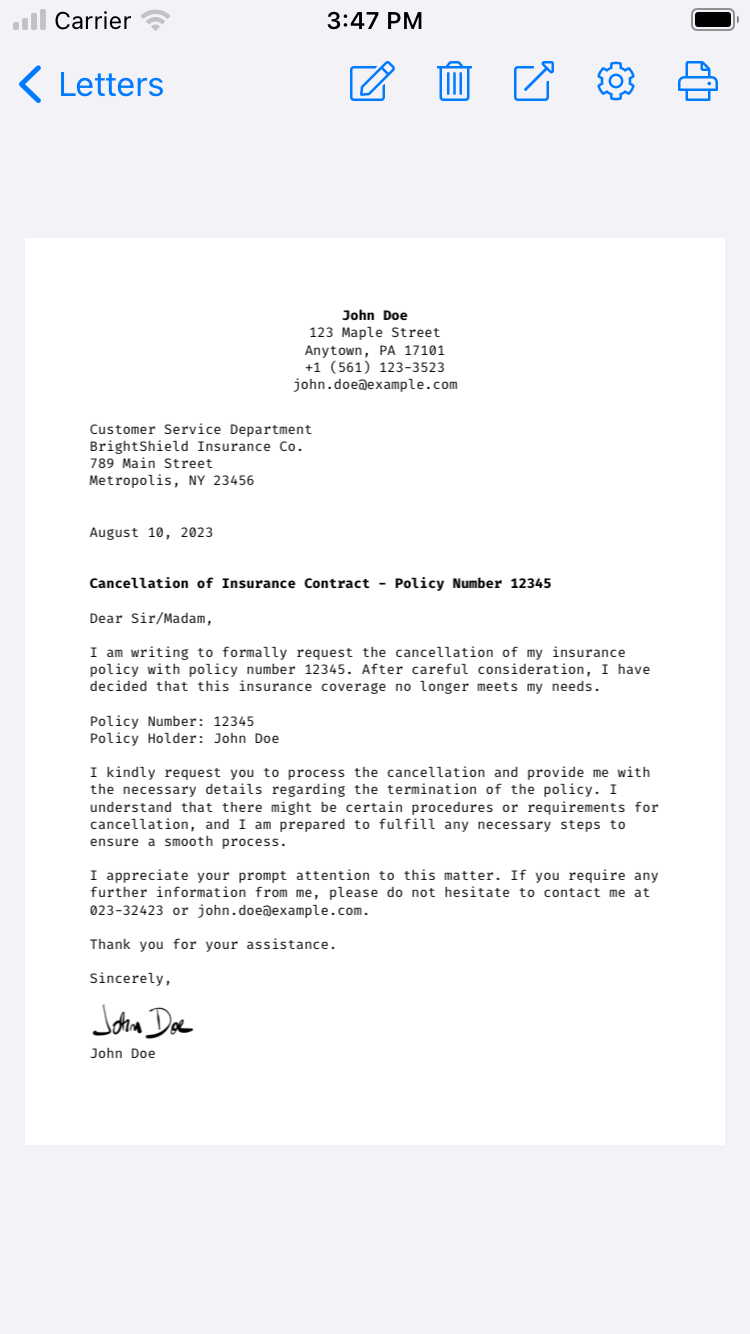 Carrier
3:47 PM
Letters
John Doe
123 Maple Street
Anytown, PA 17101
+1 (561) 123-3523
john.doe@example.com
Customer Service Department
BrightShield Insurance Co.
789 Main Street
Metropolis, NY 23456
August 10, 2023
Cancellation of Insurance Contract - Policy Number 12345
Dear Sir/Madam,
I am writing to formally request the cancellation of my insurance
policy with policy number 12345. After careful consideration, I have
decided that this insurance coverage no longer meets my needs.
Policy Number: 12345
Policy Holder: John Doe
I kindly request you to process the cancellation and provide me with
the necessary details regarding the termination of the policy. I
understand that there might be certain procedures or requirements for
cancellation, and I am prepared to fulfill any necessary steps to
ensure a smooth process.
I appreciate your prompt attention to this matter. If you require any
further information from me, please do not hesitate to contact me at
023-32423 or john.doe@example.com.
Thank you for your assistance.
Sincerely,
John Doe
John Doe